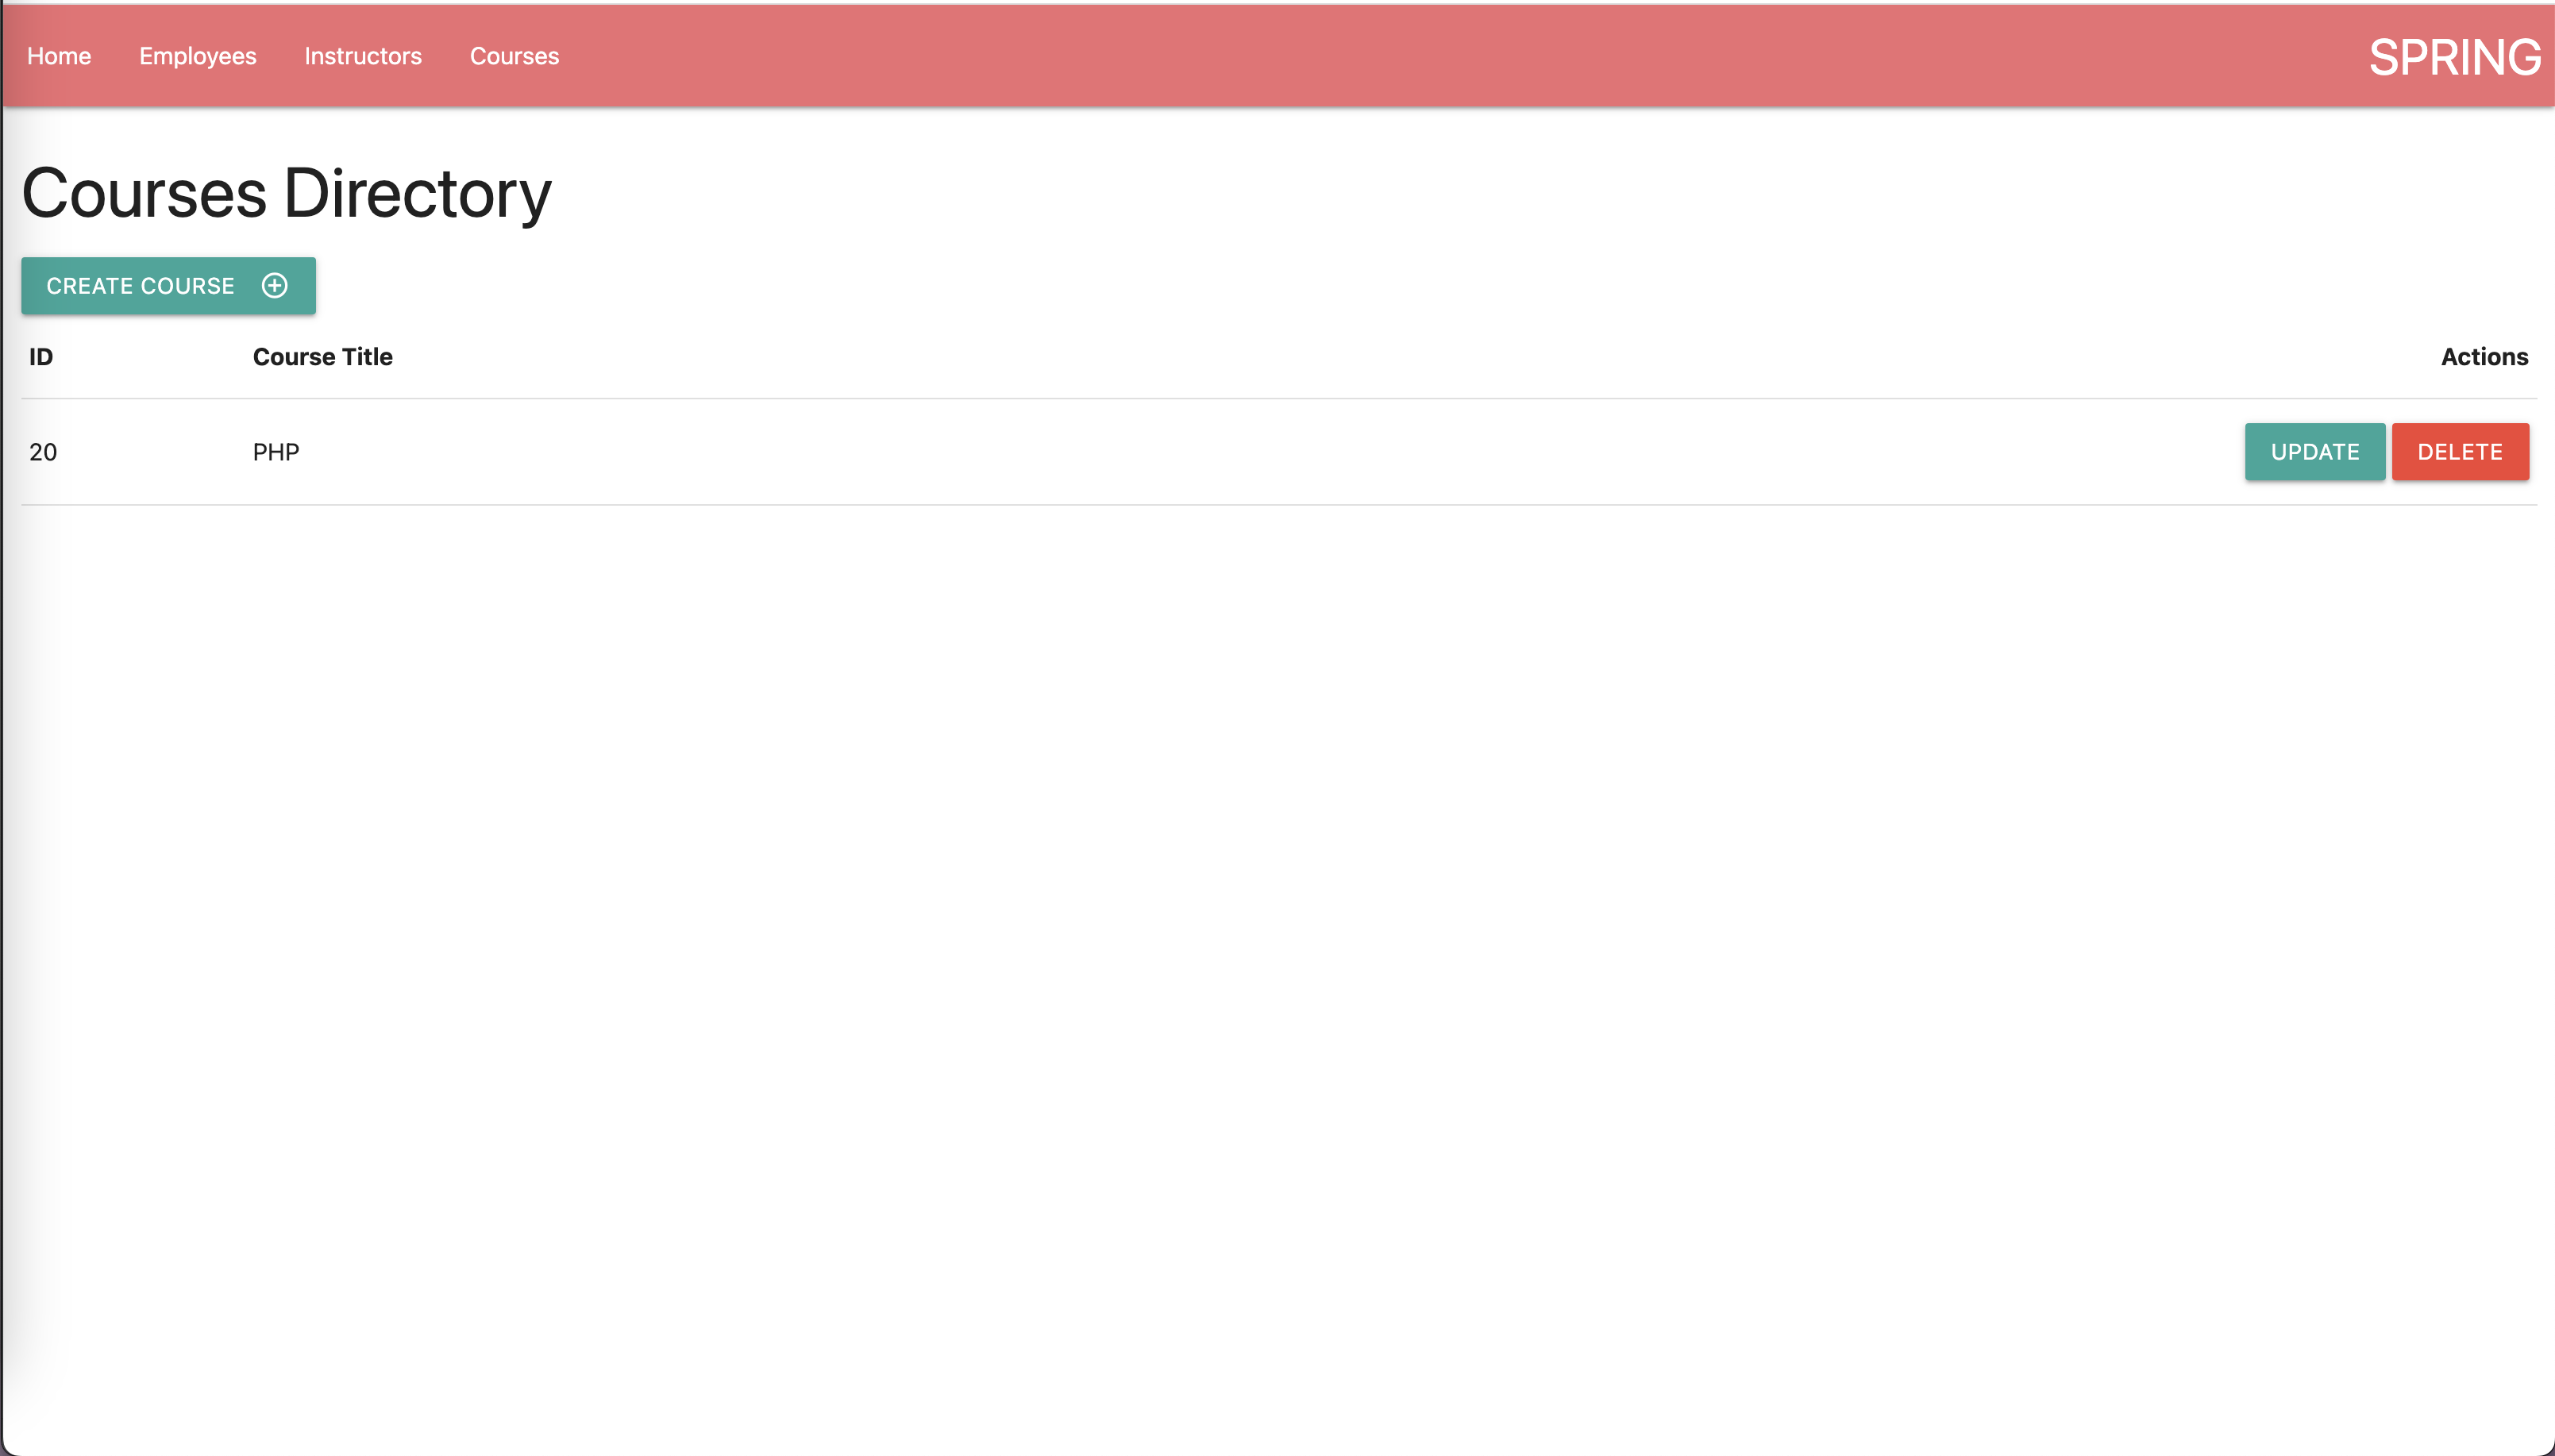 Home Employees Instructors Courses SPRING
Courses Directory
CREATE COURSE
ID Course Title Actions
20 PHP UPDATE DELETE